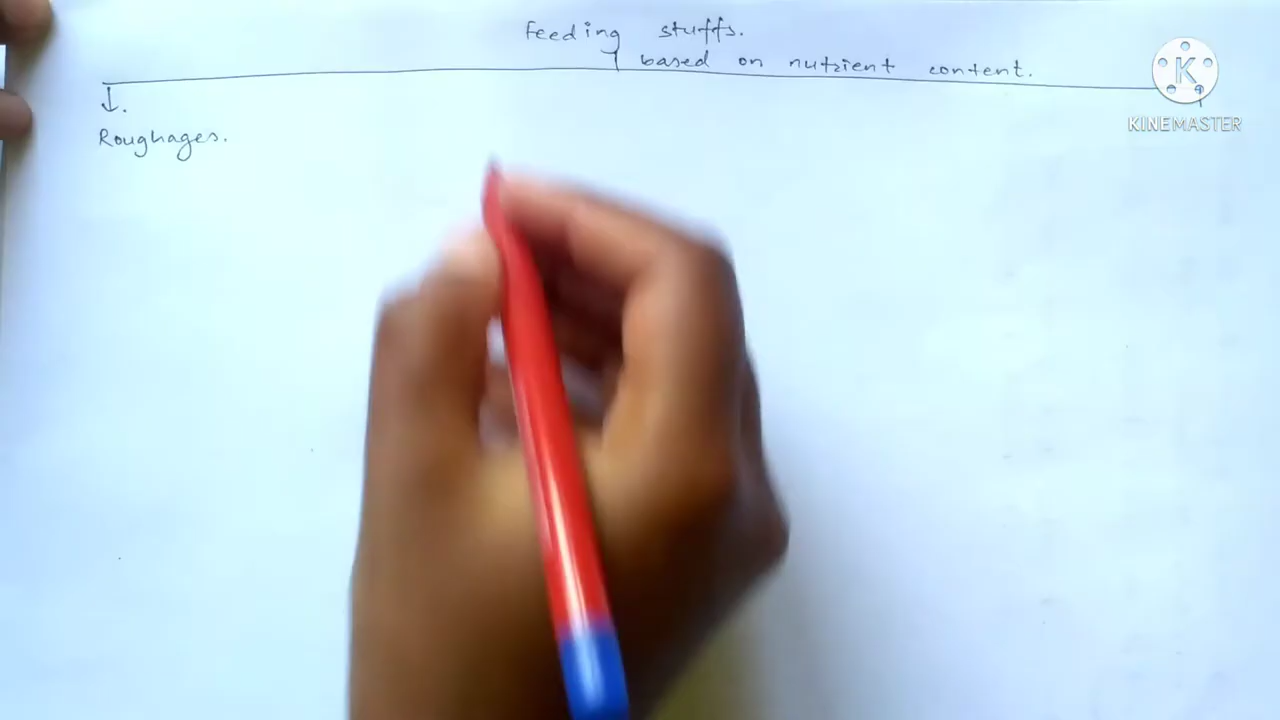 Feeding stuffs.
based on nutrient content.
Roughages.
K
KINEMASTER